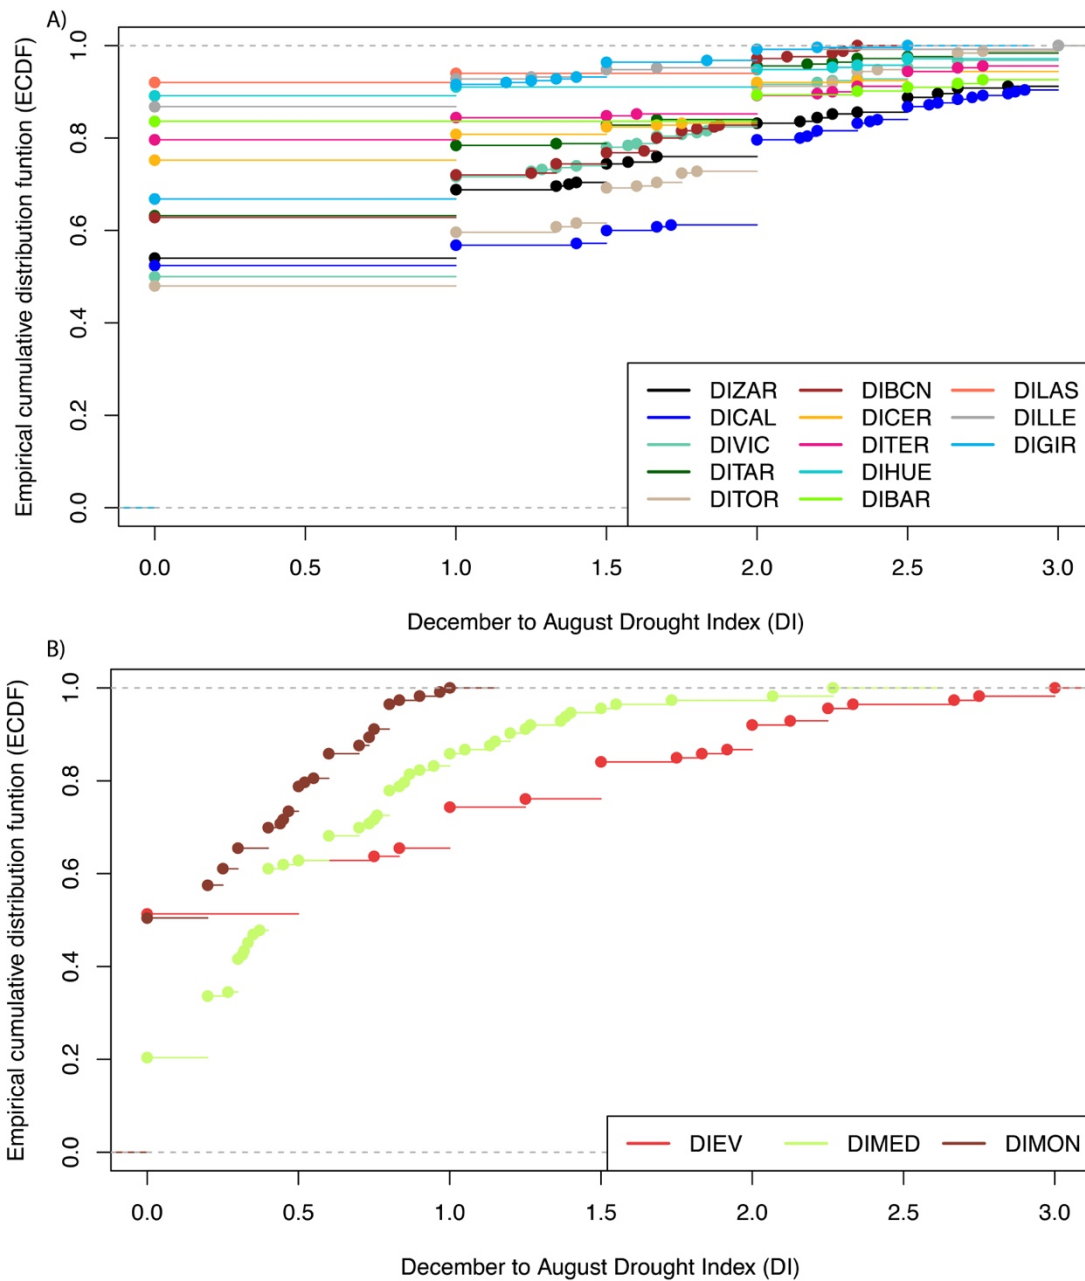 A)
Empirical cumulative distribution funtion (ECDF)
1.0
0.8
0.6
0.4
0.2
0.0
DIZAR DIBCN DILAS
DICAL DICER DILLE
DIVIC DITER DIGIR
DITAR DIHUE
DITOR DIBAR
0.0 0.5 1.0 1.5 2.0 2.5 3.0
December to August Drought Index (DI)
B)
Empirical cumulative distribution funtion (ECDF)
1.0
0.8
0.6
0.4
0.2
0.0
DIEV DIMED DIMON
0.0 0.5 1.0 1.5 2.0 2.5 3.0
December to August Drought Index (DI)